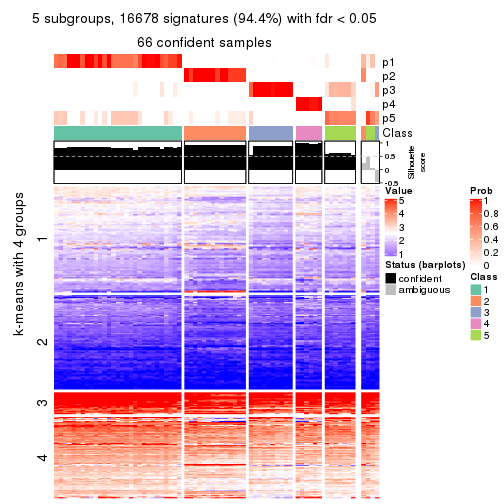 5 subgroups, 16678 signatures (94.4%) with fdr < 0.05
66 confident samples
p1
p2
p3
p4
p5
Class
1
0.5
0
-0.5
Silhouette
score
k-means with 4 groups
1
2
3
4
Value
5
4
3
2
1
Status (barplots)
confident
ambiguous
Prob
1
0.8
0.6
0.4
0.2
0
Class
1
2
3
4
5